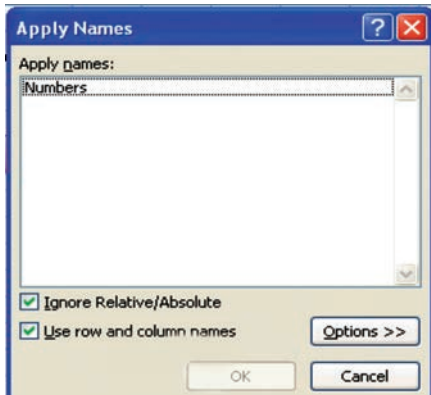 Apply Names
Apply names:
Numbers
Ignore Relative/Absolute
Use row and column names
Options >>
OK
Cancel